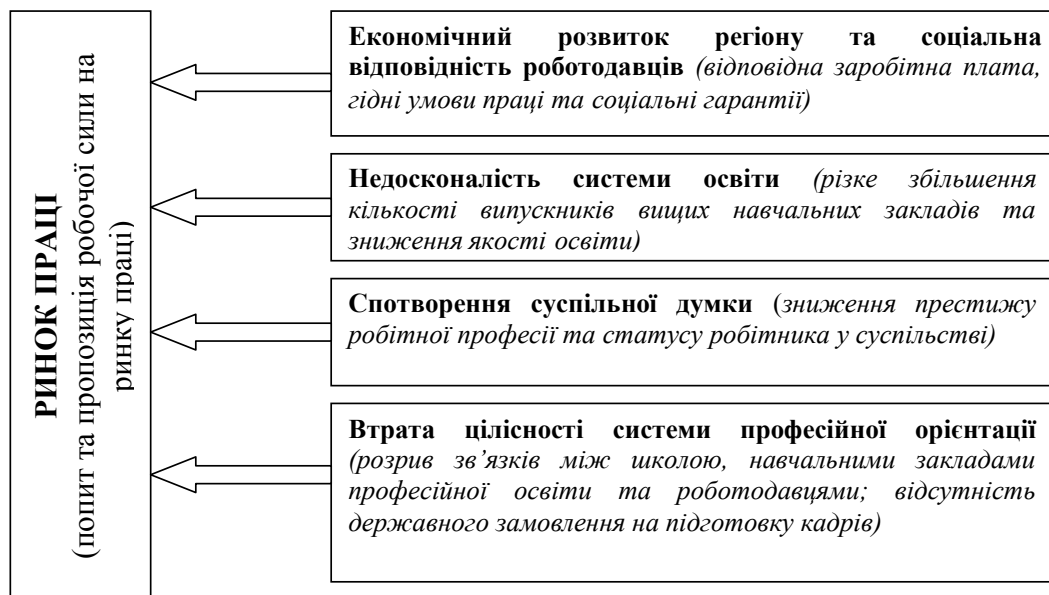 РИНОК ПРАЦІ
(попит та пропозиція робочої сили на
ринку праці)
Економічний розвиток регіону та соціальна
відповідність роботодавців (відповідна заробітна плата,
гідні умови праці та соціальні гарантії)
Недосконалість системи освіти (різке збільшення
кількості випускників вищих навчальних закладів та
зниження якості освіти)
Спотворення суспільної думки (зниження престижу
робітної професії та статусу робітника у суспільстві)
Втрата цілісності системи професійної орієнтації
(розрив зв’язків між школою, навчальними закладами
професійної освіти та роботодавцями; відсутність
державного замовлення на підготовку кадрів)